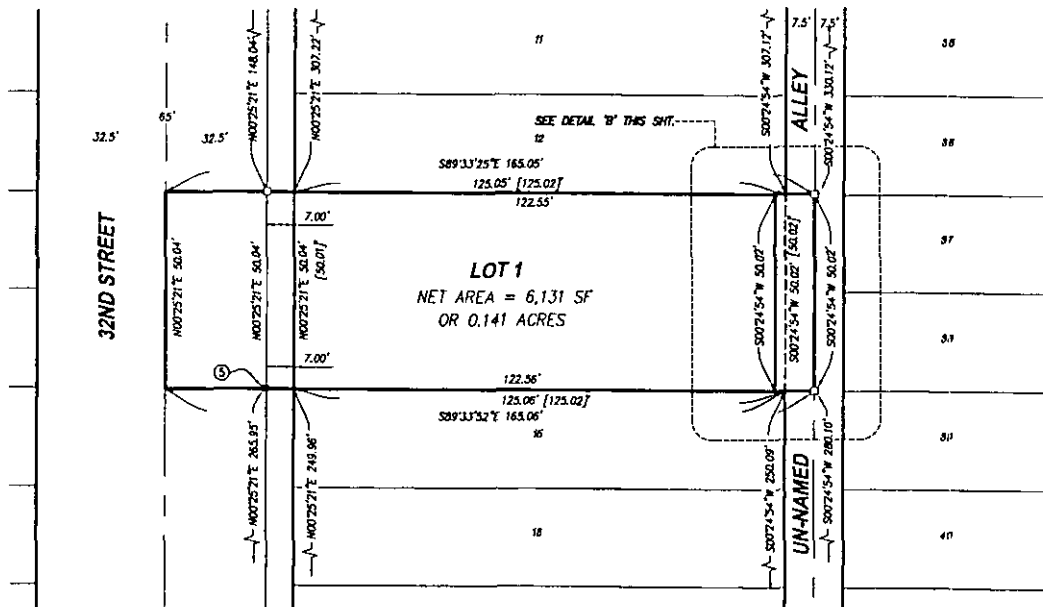 7.5' 7.5'
11
38
N00°25'21"E 148.04'
N00°25'21"E 307.22'
S00°24'54"W 307.12'
ALLEY
S00°24'54"W 330.12'
65'
32.5'
32.5'
SEE DETAIL 'B' THIS SHT.
12
38
S89°33'25"E 165.05'
125.05' [125.02]'
122.55'
7.00'
32ND STREET
N00°25'21"E 50.04'
N00°25'21"E 50.04'
N00°25'21"E 50.04'
[50.01]'
LOT 1
NET AREA = 6,131 SF
OR 0.141 ACRES
S00°24'54"W 50.02'
S00°24'54"W 50.02' [50.02]'
S00°24'54"W 50.02'
37
7.00'
5
122.56'
125.06' [125.02]'
S89°33'52"E 165.06'
16
N00°25'21"E 265.95'
N00°25'21"E 249.96'
S00°24'54"W 250.09'
UN-NAMED
S00°24'54"W 280.10'
18
40